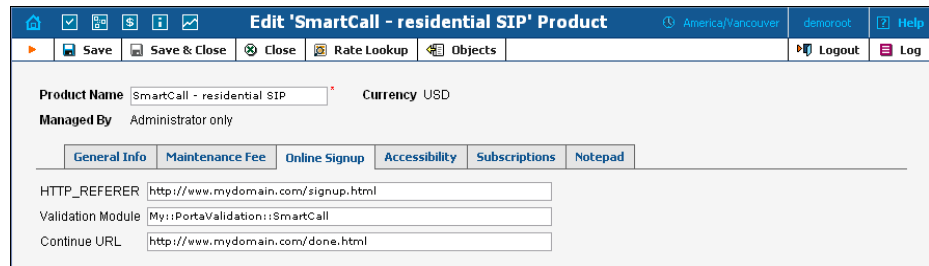 Edit 'SmartCall - residential SIP' Product America/Vancouver demoroot ? Help
Save Save & Close Close Rate Lookup Objects Logout Log
Product Name SmartCall - residential SIP * Currency USD
Managed By Administrator only
General Info Maintenance Fee Online Signup Accessibility Subscriptions Notepad
HTTP_REFERER http://www.mydomain.com/signup.html
Validation Module My::PortaValidation::SmartCall
Continue URL http://www.mydomain.com/done.html